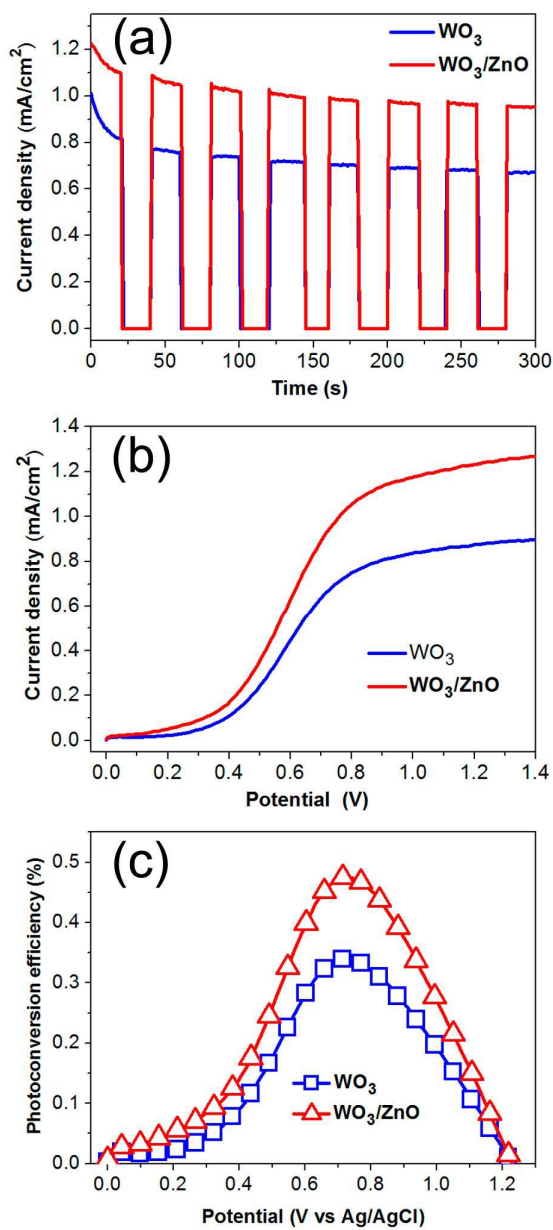 (a)
WO₃
WO₃/ZnO
Current density (mA/cm²)
1.2
1.0
0.8
0.6
0.4
0.2
0.0
0 50 100 150 200 250 300
Time (s)
(b)
Current density (mA/cm²)
1.4
1.2
1.0
0.8
0.6
0.4
0.2
0.0
WO₃
WO₃/ZnO
0.0 0.2 0.4 0.6 0.8 1.0 1.2 1.4
Potential (V)
(c)
Photoconversion efficiency (%)
0.5
0.4
0.3
0.2
0.1
0.0
WO₃
WO₃/ZnO
0.0 0.2 0.4 0.6 0.8 1.0 1.2
Potential (V vs Ag/AgCl)